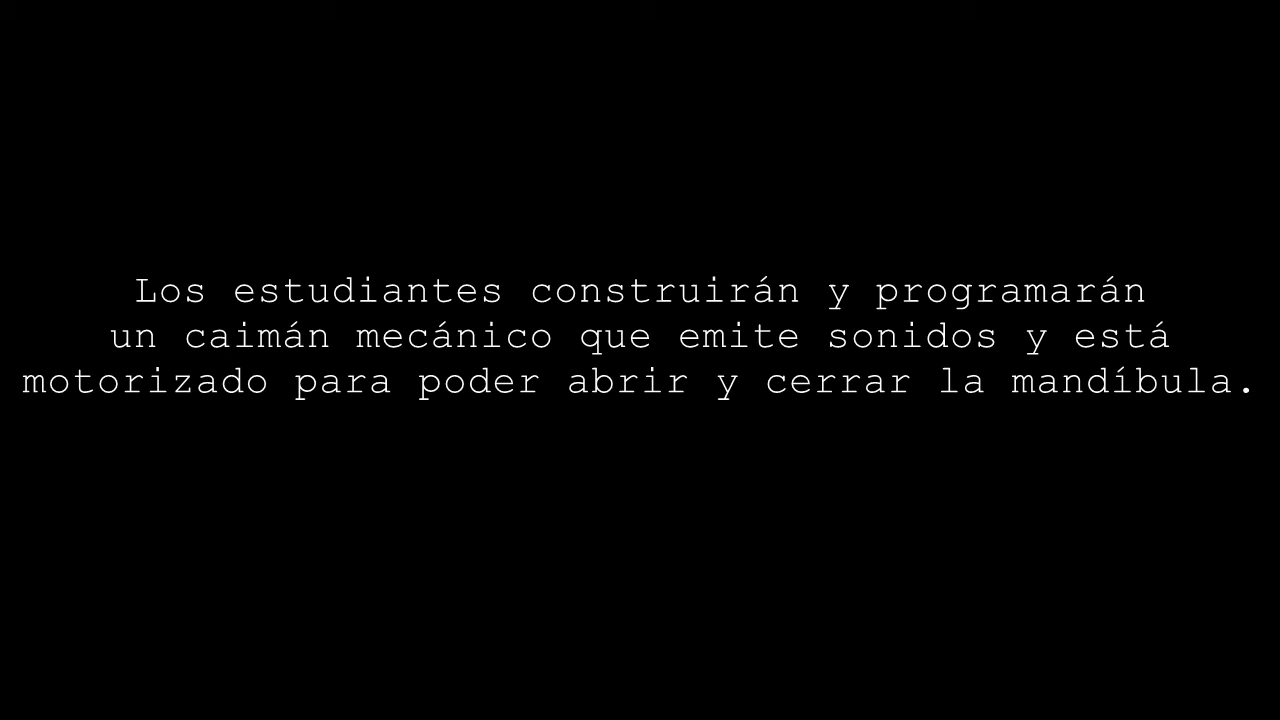 Los estudiantes construirán y programarán
un caimán mecánico que emite sonidos y está
motorizado para poder abrir y cerrar la mandíbula.